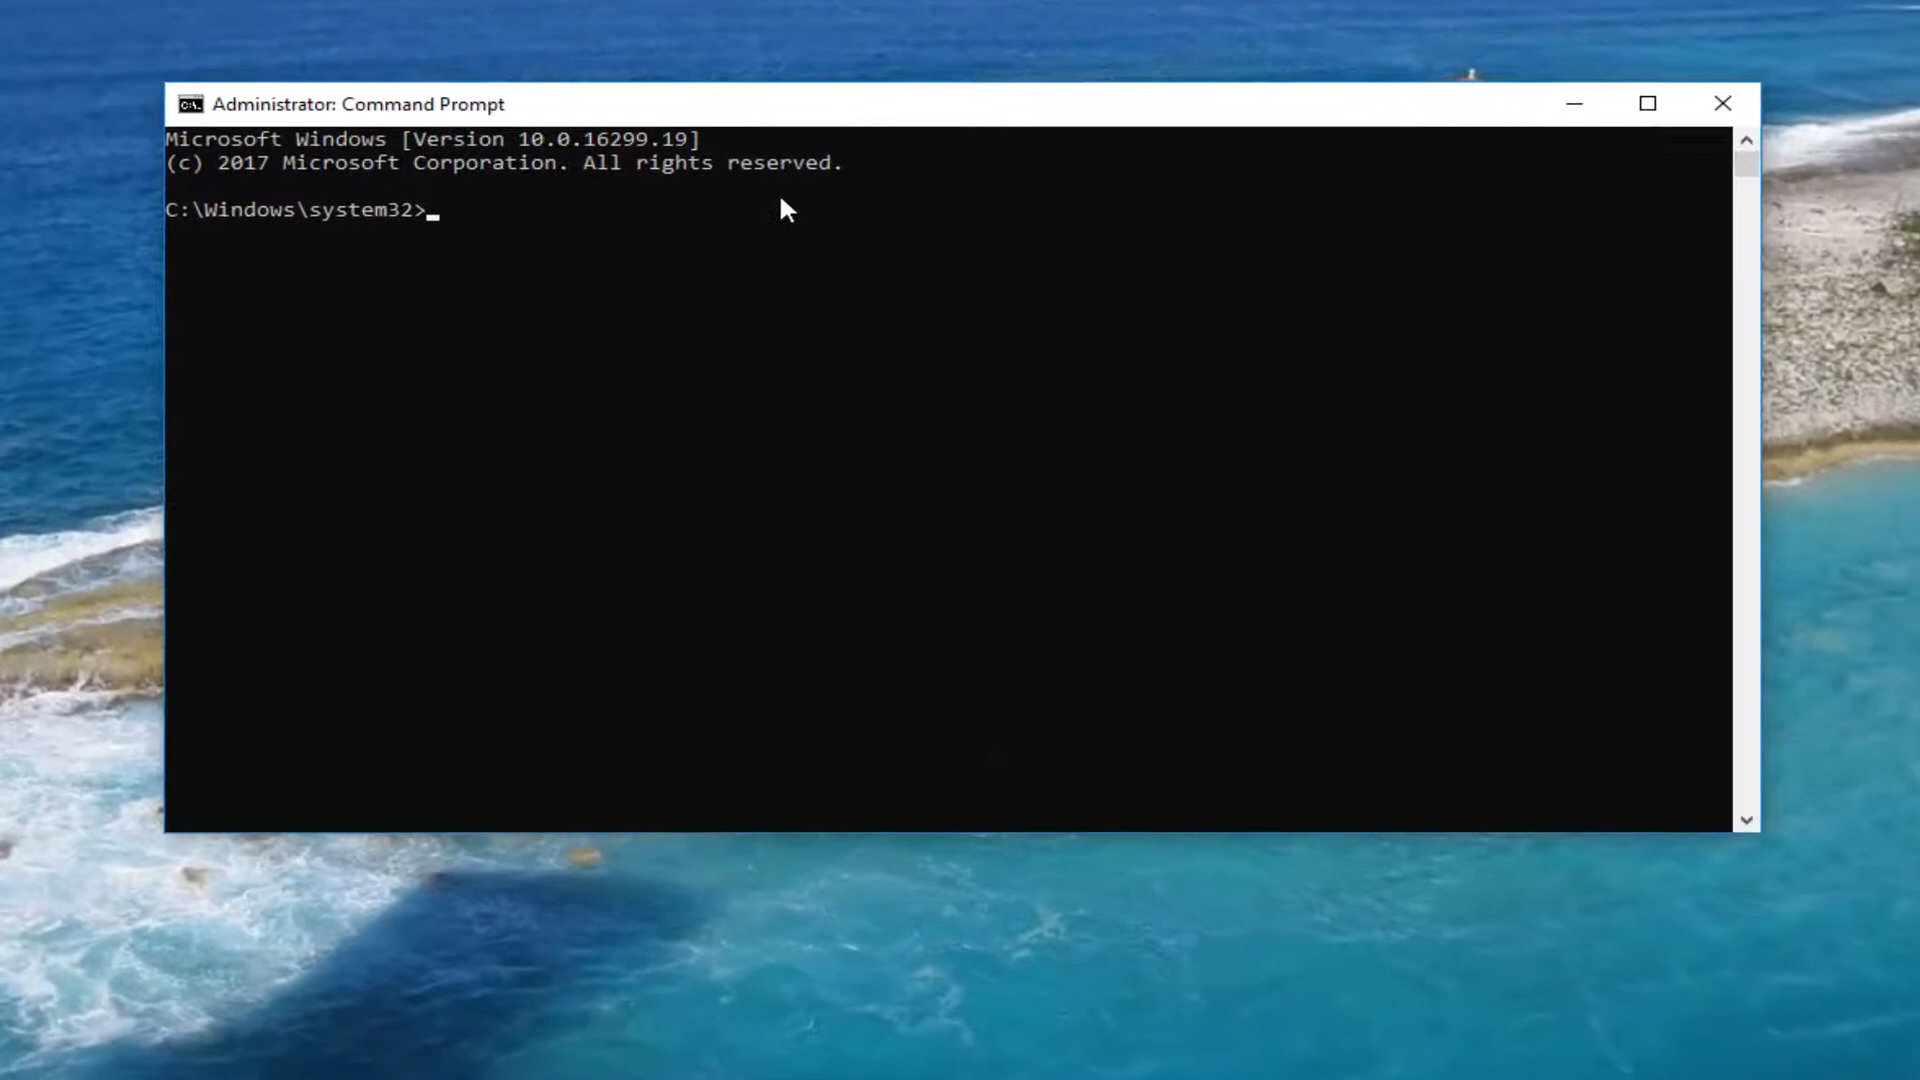 Administrator: Command Prompt
Microsoft Windows [Version 10.0.16299.19]
(c) 2017 Microsoft Corporation. All rights reserved.
C:\Windows\system32>